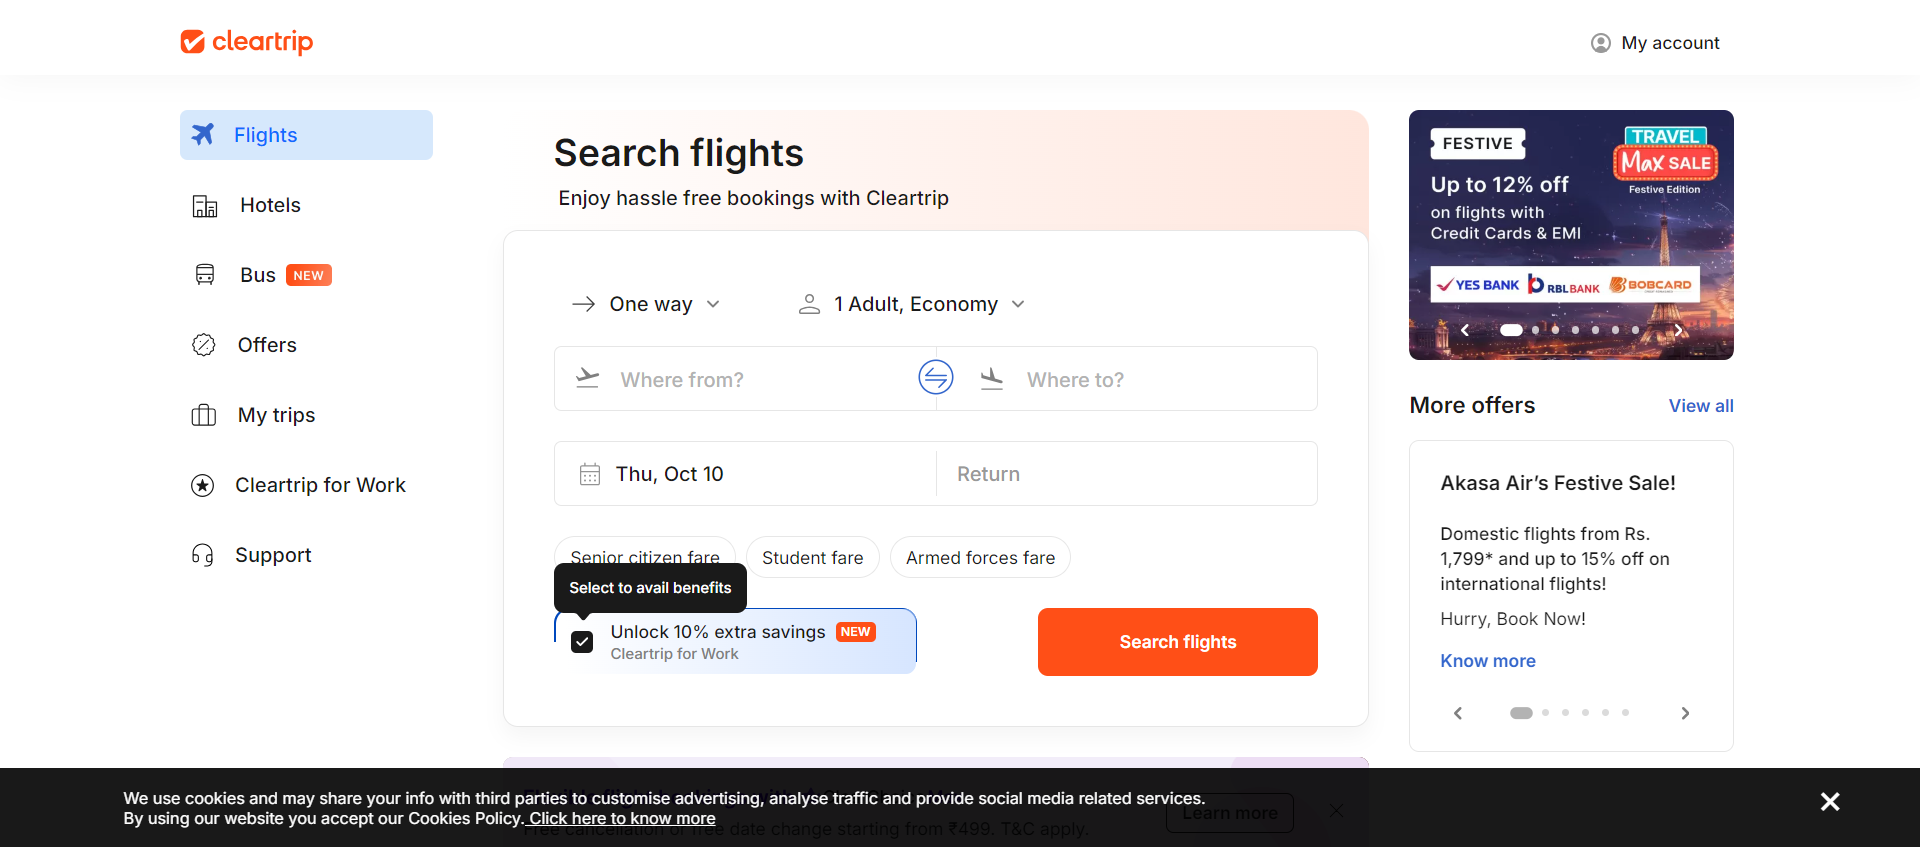 cleartrip
My account
Flights
Hotels
Bus NEW
Offers
My trips
Cleartrip for Work
Support
Search flights
Enjoy hassle free bookings with Cleartrip
One way
1 Adult, Economy
Where from?
Where to?
Thu, Oct 10
Return
Senior citizen fare
Student fare
Armed forces fare
Select to avail benefits
Unlock 10% extra savings NEW
Cleartrip for Work
Search flights
FESTIVE
TRAVEL
Max SALE
Festive Edition
Up to 12% off
on flights with
Credit Cards & EMI
YES BANK
RBLBANK
BOBCARD
More offers
View all
Akasa Air’s Festive Sale!
Domestic flights from Rs.
1,799* and up to 15% off on
international flights!
Hurry, Book Now!
Know more
We use cookies and may share your info with third parties to customise advertising, analyse traffic and provide social media related services.
By using our website you accept our Cookies Policy. Click here to know more
Free cancellation or free date change starting from ₹499. T&C apply.
Learn more